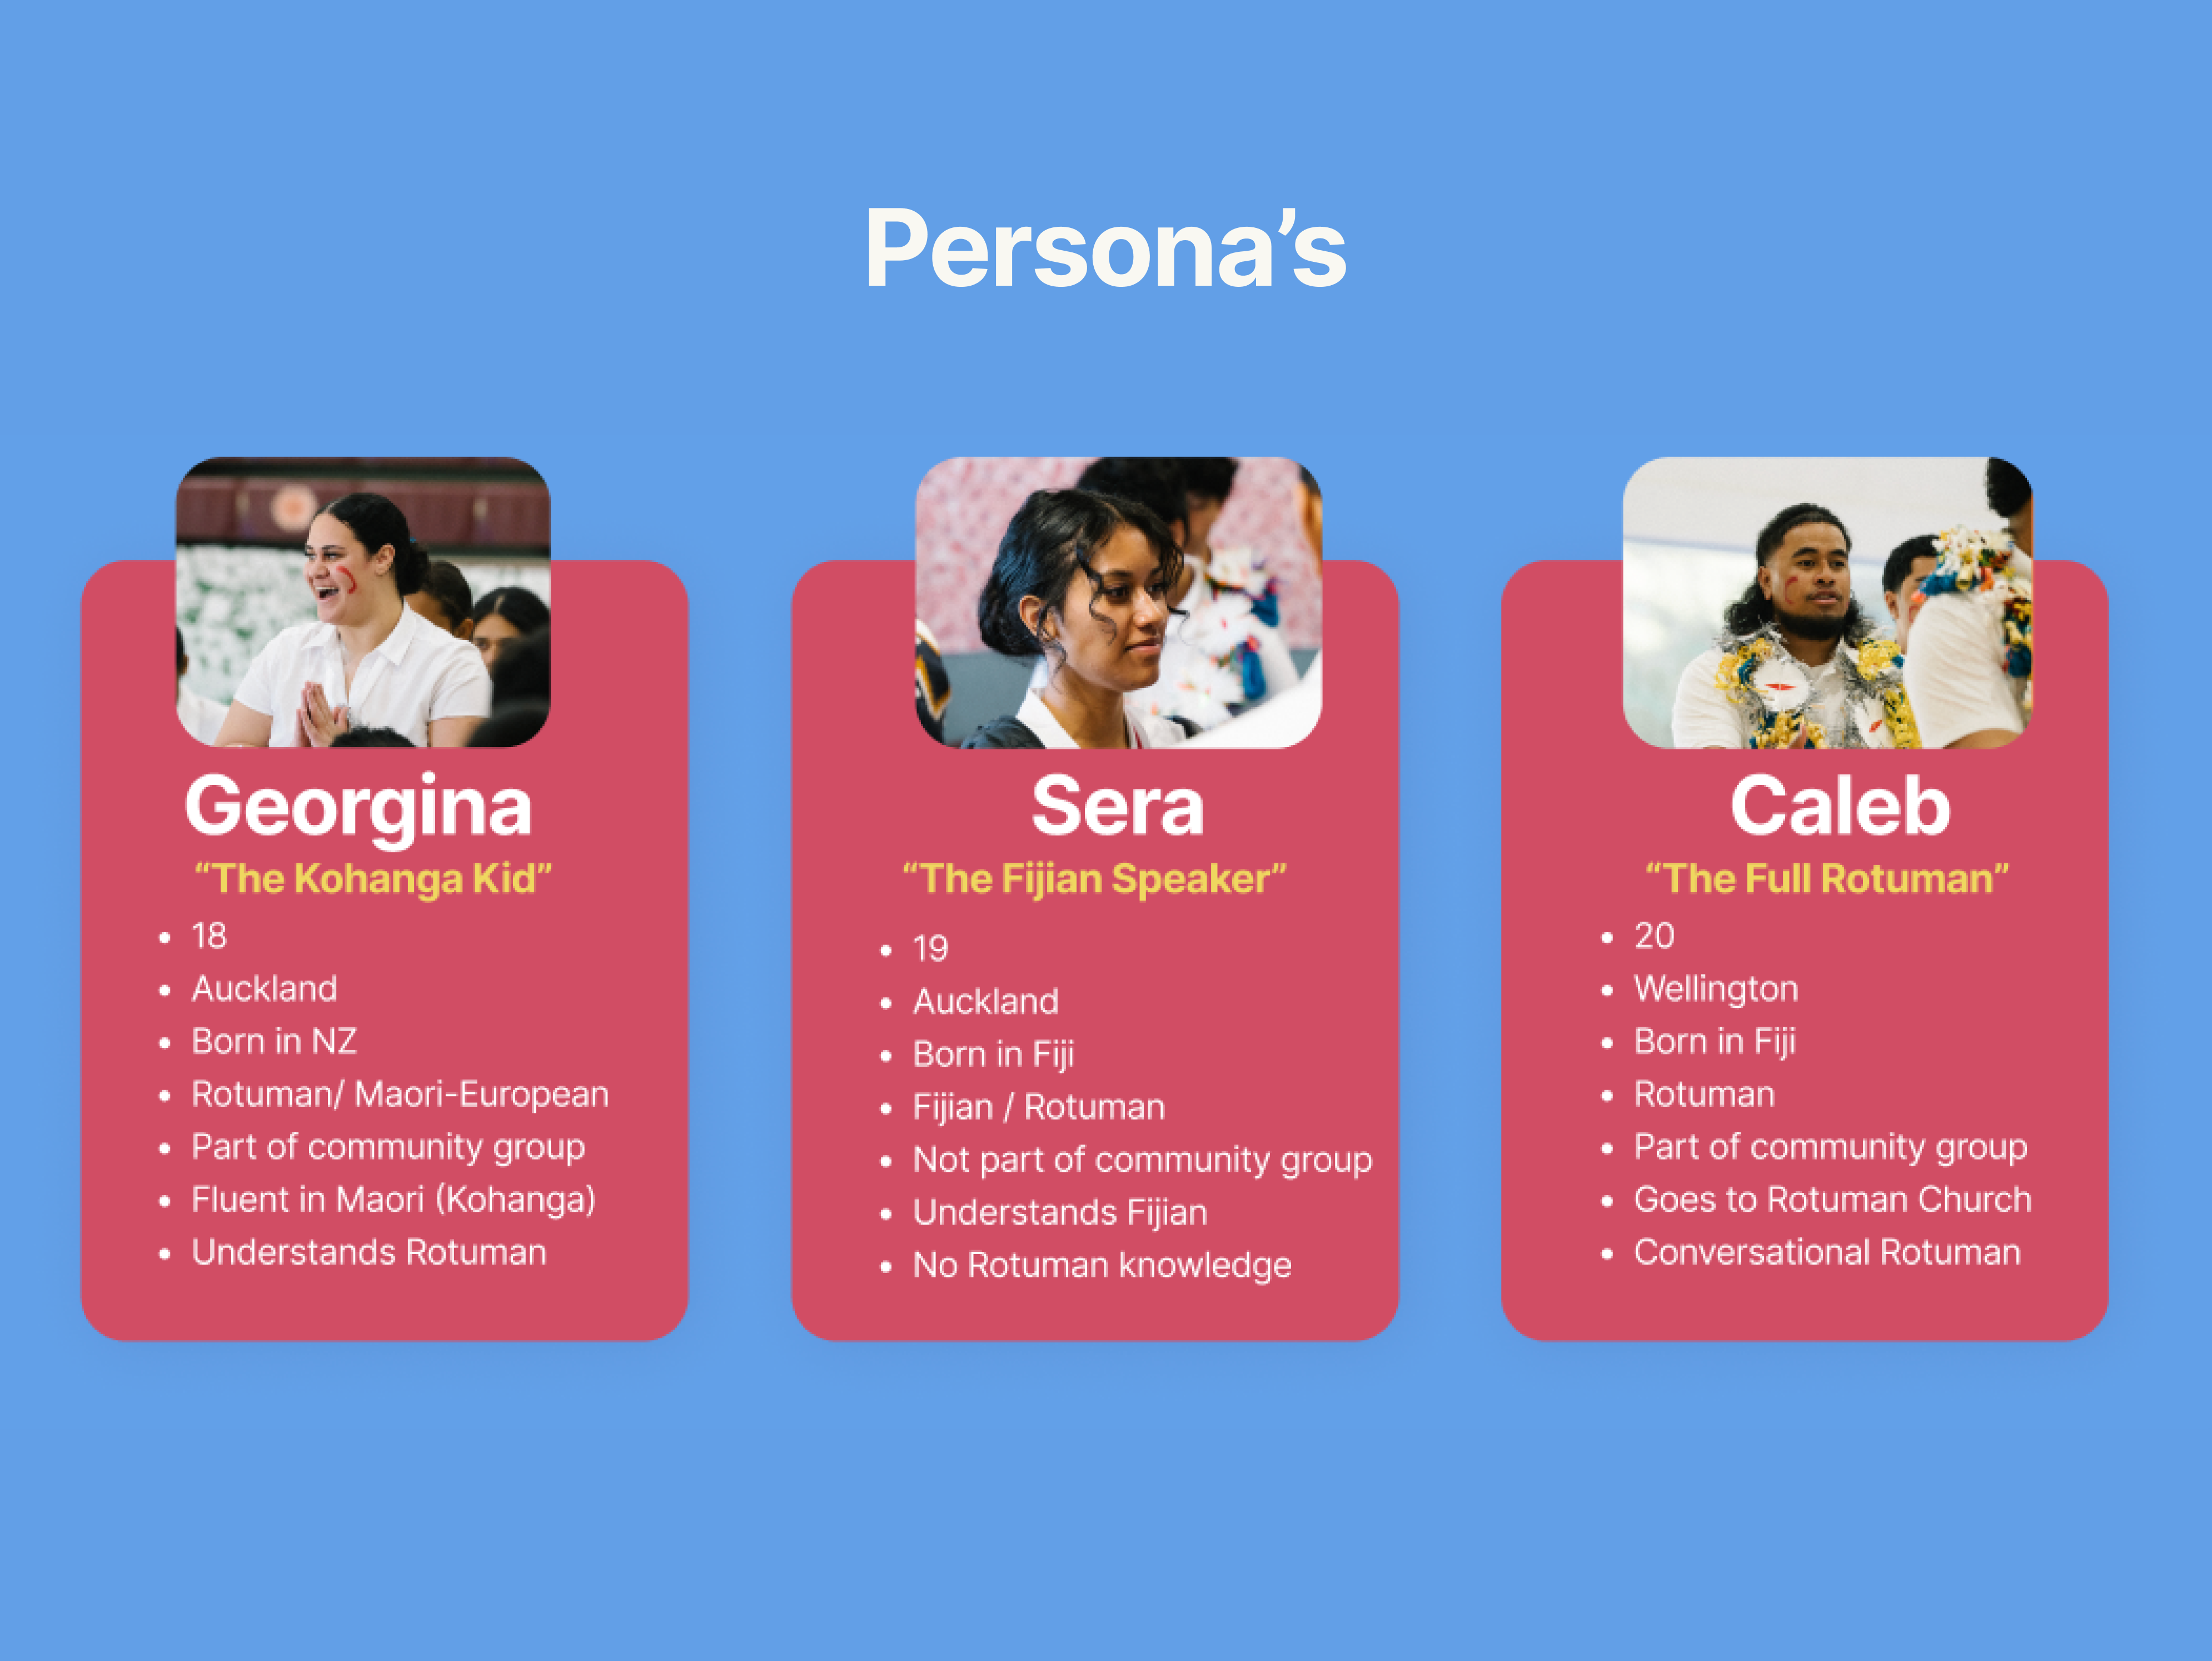 Persona’s
Georgina
“The Kohanga Kid”
• 18
• Auckland
• Born in NZ
• Rotuman/ Maori-European
• Part of community group
• Fluent in Maori (Kohanga)
• Understands Rotuman
Sera
“The Fijian Speaker”
• 19
• Auckland
• Born in Fiji
• Fijian / Rotuman
• Not part of community group
• Understands Fijian
• No Rotuman knowledge
Caleb
“The Full Rotuman”
• 20
• Wellington
• Born in Fiji
• Rotuman
• Part of community group
• Goes to Rotuman Church
• Conversational Rotuman